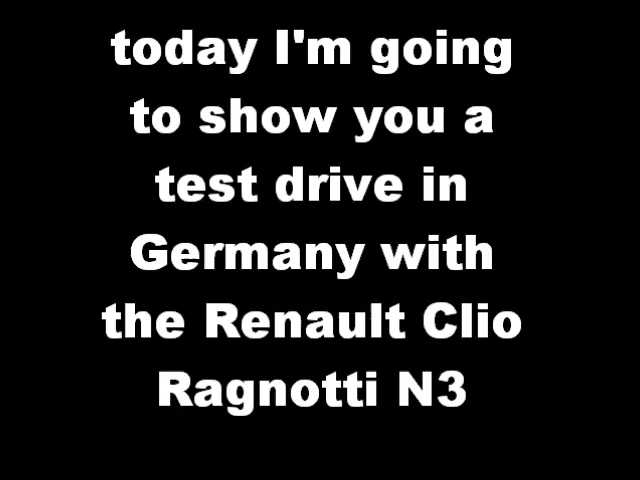 today I'm going
to show you a
test drive in
Germany with
the Renault Clio
Ragnotti N3